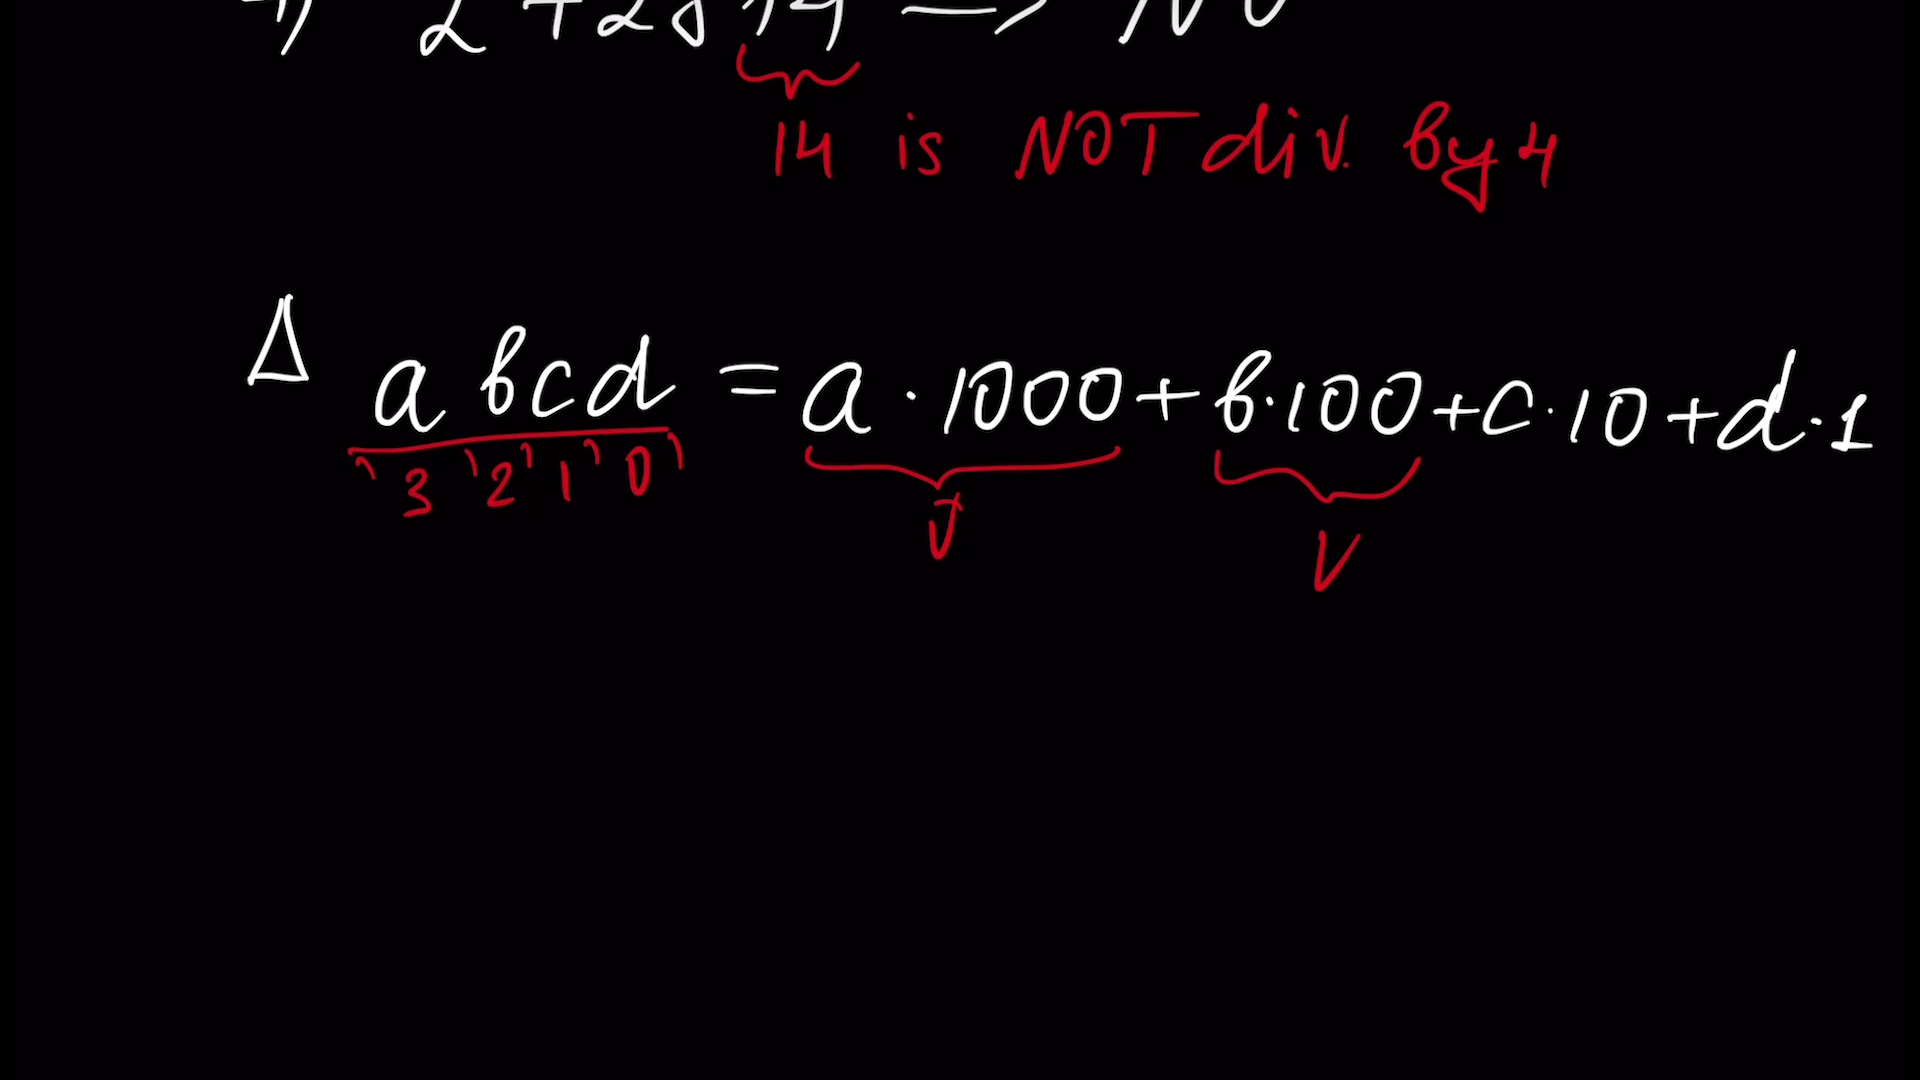 14 is NOT div. by 4
Δ abcd = a · 1000 + b · 100 + c · 10 + d · 1
3 2 1 0
V V